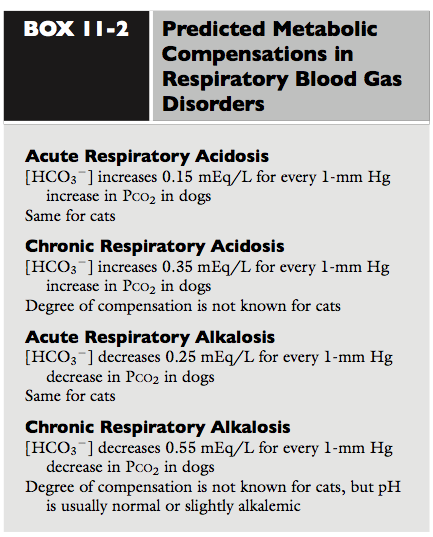 BOX 11-2
Predicted Metabolic
Compensations in
Respiratory Blood Gas
Disorders
Acute Respiratory Acidosis
[HCO₃⁻] increases 0.15 mEq/L for every 1-mm Hg
increase in PCO₂ in dogs
Same for cats
Chronic Respiratory Acidosis
[HCO₃⁻] increases 0.35 mEq/L for every 1-mm Hg
increase in PCO₂ in dogs
Degree of compensation is not known for cats
Acute Respiratory Alkalosis
[HCO₃⁻] decreases 0.25 mEq/L for every 1-mm Hg
decrease in PCO₂ in dogs
Same for cats
Chronic Respiratory Alkalosis
[HCO₃⁻] decreases 0.55 mEq/L for every 1-mm Hg
decrease in PCO₂ in dogs
Degree of compensation is not known for cats, but pH
is usually normal or slightly alkalemic